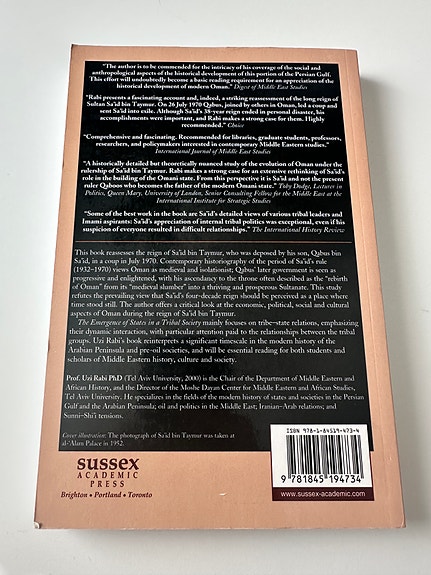 "The author is to be commended for the intricacy of his coverage of the social and
anthropological aspects of the historical development of this portion of the Persian Gulf.
This effort will undoubtedly become a basic reading requirement for an appreciation of the
historical development of modern Oman." Digest of Middle East Studies
"Rabi presents a fascinating account and, indeed, a striking reassessment of the long reign of
Sultan Sa'id bin Taymur. On 26 July 1970 Qabus, joined by others in Oman, led a coup and
sent Sa'id into exile. Although Sa'id's 38-year reign ended in personal disaster, his
accomplishments were important, and Rabi makes a strong case for them. Highly
recommended." Choice
"Comprehensive and fascinating. Recommended for libraries, graduate students, professors,
researchers, and policymakers interested in contemporary Middle Eastern studies."
International Journal of Middle East Studies
"A historically detailed but theoretically nuanced study of the evolution of Oman under the
rulership of Sa'id bin Taymur. Rabi makes a strong case for an extensive rethinking of Sa'id's
role in the building of the Omani state. From this perspective it is Sa'id and not the present
ruler Qaboos who becomes the father of the modern Omani state." Toby Dodge, Lecturer in
Politics, Queen Mary, University of London, Senior Consulting Fellow for the Middle East at the
International Institute for Strategic Studies
"Some of the best work in the book are Sa'id's detailed views of various tribal leaders and
Imami aspirants: Sa'id's appreciation of internal tribal politics was exceptional, even if his
suspicion of everyone resulted in difficult relationships." The International History Review
This book reassesses the reign of Sa'id bin Taymur, who was deposed by his son, Qabus bin
Sa'id, in a coup in July 1970. Contemporary historiography of the period of Sa'id's rule
(1932–1970) views Oman as medieval and isolationist; Qabus' later government is seen as
progressive and enlightened, with his ascendancy to the throne often described as the "rebirth
of Oman" from its "medieval slumber" into a thriving and prosperous Sultanate. This study
refutes the prevailing view that Sa'id's four-decade reign should be perceived as a place where
time stood still. The author offers a critical look at the economic, political, social and cultural
aspects of Oman during the reign of Sa'id bin Taymur.
The Emergence of States in a Tribal Society mainly focuses on tribe–state relations, emphasizing
their dynamic interaction, with particular attention paid to the relationships between the tribal
groups. Uzi Rabi's book reinterprets a significant timescale in the modern history of the
Arabian Peninsula and pre-oil societies, and will be essential reading for both students and
scholars of Middle Eastern history, culture and society.
Prof. Uzi Rabi PhD (Tel Aviv University, 2000) is the Chair of the Department of Middle Eastern and
African History, and the Director of the Moshe Dayan Center for Middle Eastern and African Studies,
Tel Aviv University. He specializes in the fields of the modern history of states and societies in the Persian
Gulf and the Arabian Peninsula; oil and politics in the Middle East; Iranian–Arab relations; and
Sunni–Shi'i tensions.
Cover illustration: The photograph of Sa'id bin Taymur was taken at
al-'Alam Palace in 1952.
sussex
ACADEMIC
PRESS
Brighton • Portland • Toronto
ISBN 978-1-84519-473-4
9 781845 194734
www.sussex-academic.com